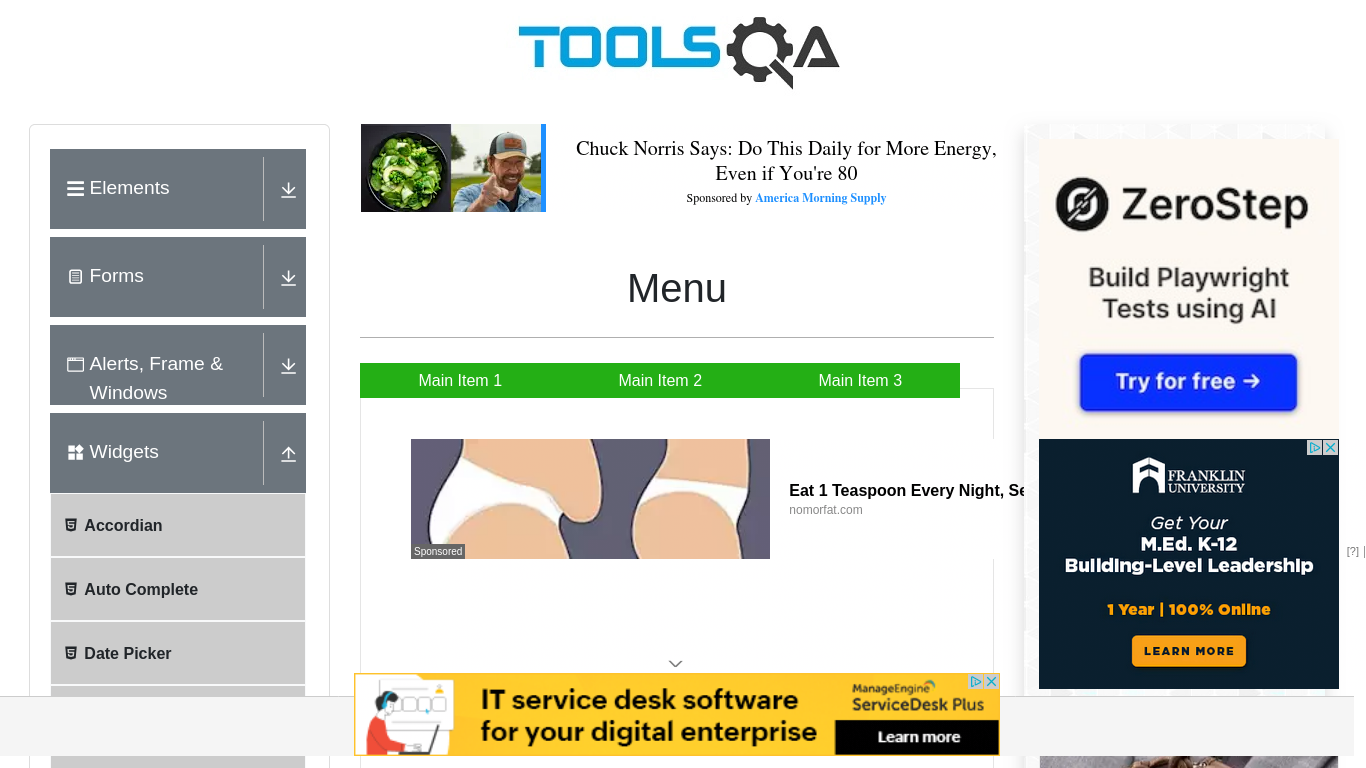 TOOLSQA
Elements
Forms
Alerts, Frame &
Windows
Widgets
Accordian
Auto Complete
Date Picker
Chuck Norris Says: Do This Daily for More Energy,
Even if You're 80
Sponsored by America Morning Supply
Menu
Main Item 1
Main Item 2
Main Item 3
Sponsored
Eat 1 Teaspoon Every Night, Se
nomorfat.com
IT service desk software
for your digital enterprise
ManageEngine
ServiceDesk Plus
Learn more
ZeroStep
Build Playwright
Tests using AI
Try for free →
FRANKLIN
UNIVERSITY
Get Your
M.Ed. K-12
Building-Level Leadership
1 Year | 100% Online
LEARN MORE
[?]